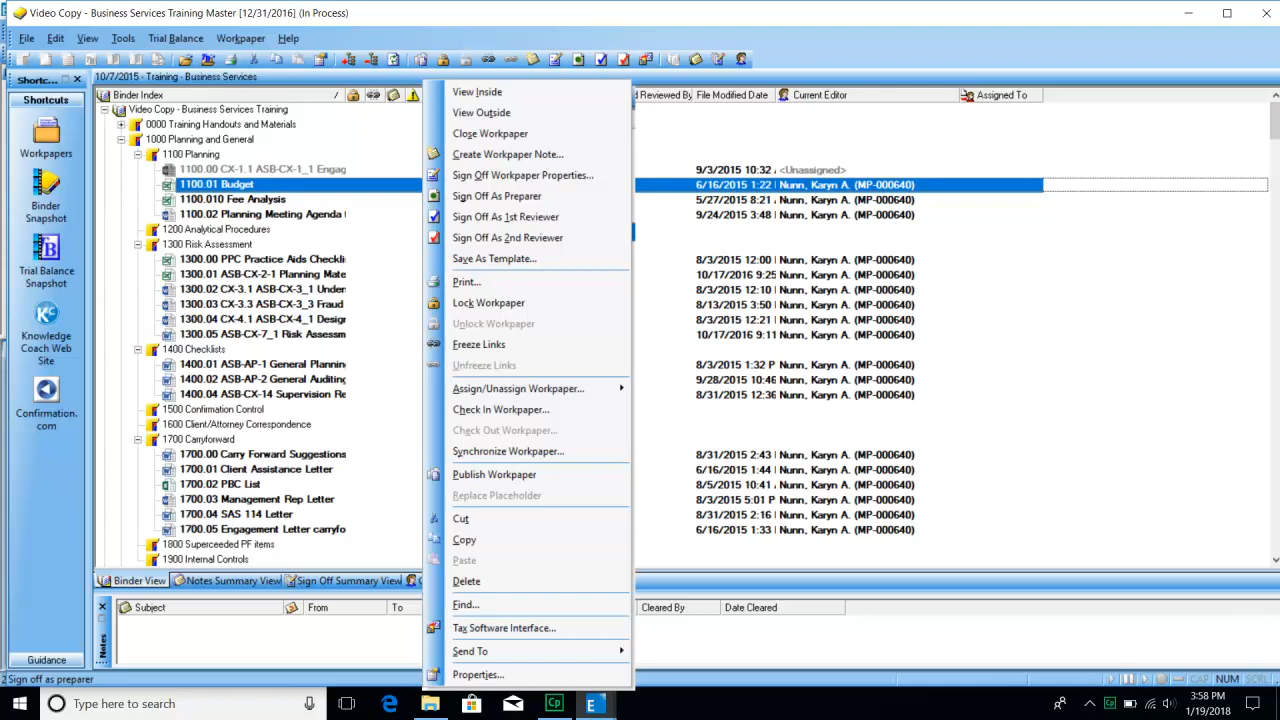 Video Copy - Business Services Training Master [12/31/2016] (In Process)
File Edit View Tools Trial Balance Workpaper Help
Shortc...
10/7/2015 - Training - Business Services
Shortcuts
Workpapers
Binder
Snapshot
Trial Balance
Snapshot
Knowledge
Coach Web
Site
Confirmation.
com
Guidance
Binder Index
d Reviewed By File Modified Date Current Editor Assigned To
Video Copy - Business Services Training
0000 Training Handouts and Materials
1000 Planning and General
1100 Planning
1100.00 CX-1.1 ASB-CX-1_1 Engag 9/3/2015 10:32 <Unassigned>
1100.01 Budget 6/16/2015 1:22 Nunn, Karyn A. (MP-000640)
1100.010 Fee Analysis 5/27/2015 8:21 Nunn, Karyn A. (MP-000640)
1100.02 Planning Meeting Agenda 9/24/2015 3:48 Nunn, Karyn A. (MP-000640)
1200 Analytical Procedures
1300 Risk Assessment
1300.00 PPC Practice Aids Checkli 8/3/2015 12:00 Nunn, Karyn A. (MP-000640)
1300.01 ASB-CX-2-1 Planning Mate 10/17/2016 9:25 Nunn, Karyn A. (MP-000640)
1300.02 CX-3.1 ASB-CX-3_1 Under 8/3/2015 12:10 Nunn, Karyn A. (MP-000640)
1300.03 CX-3.3 ASB-CX-3_3 Fraud 8/13/2015 3:50 Nunn, Karyn A. (MP-000640)
1300.04 CX-4.1 ASB-CX-4_1 Desig 8/3/2015 12:21 Nunn, Karyn A. (MP-000640)
1300.05 ASB-CX-7_1 Risk Assessm 10/17/2016 9:11 Nunn, Karyn A. (MP-000640)
1400 Checklists
1400.01 ASB-AP-1 General Planning 8/3/2015 1:32 P Nunn, Karyn A. (MP-000640)
1400.02 ASB-AP-2 General Auditing 9/28/2015 10:46 Nunn, Karyn A. (MP-000640)
1400.04 ASB-CX-14 Supervision Re 8/31/2015 12:36 Nunn, Karyn A. (MP-000640)
1500 Confirmation Control
1600 Client/Attorney Correspondence
1700 Carryforward
1700.00 Carry Forward Suggestions 8/31/2015 2:43 Nunn, Karyn A. (MP-000640)
1700.01 Client Assistance Letter 6/16/2015 1:44 Nunn, Karyn A. (MP-000640)
1700.02 PBC List 8/5/2015 10:41 Nunn, Karyn A. (MP-000640)
1700.03 Management Rep Letter 8/3/2015 5:01 P Nunn, Karyn A. (MP-000640)
1700.04 SAS 114 Letter 8/31/2015 2:16 Nunn, Karyn A. (MP-000640)
1700.05 Engagement Letter carryfo 6/16/2015 1:33 Nunn, Karyn A. (MP-000640)
1800 Superceeded PF items
1900 Internal Controls
View Inside
View Outside
Close Workpaper
Create Workpaper Note...
Sign Off Workpaper Properties...
Sign Off As Preparer
Sign Off As 1st Reviewer
Sign Off As 2nd Reviewer
Save As Template...
Print...
Lock Workpaper
Unlock Workpaper
Freeze Links
Unfreeze Links
Assign/Unassign Workpaper...
Check In Workpaper...
Check Out Workpaper...
Synchronize Workpaper...
Publish Workpaper
Replace Placeholder
Cut
Copy
Paste
Delete
Find...
Tax Software Interface...
Send To
Properties...
Binder View Notes Summary View Sign Off Summary View
Notes
Subject From To Cleared By Date Cleared
Sign off as preparer
CAP NUM SCRL
Type here to search
Cp
E
Cp
3:58 PM
1/19/2018